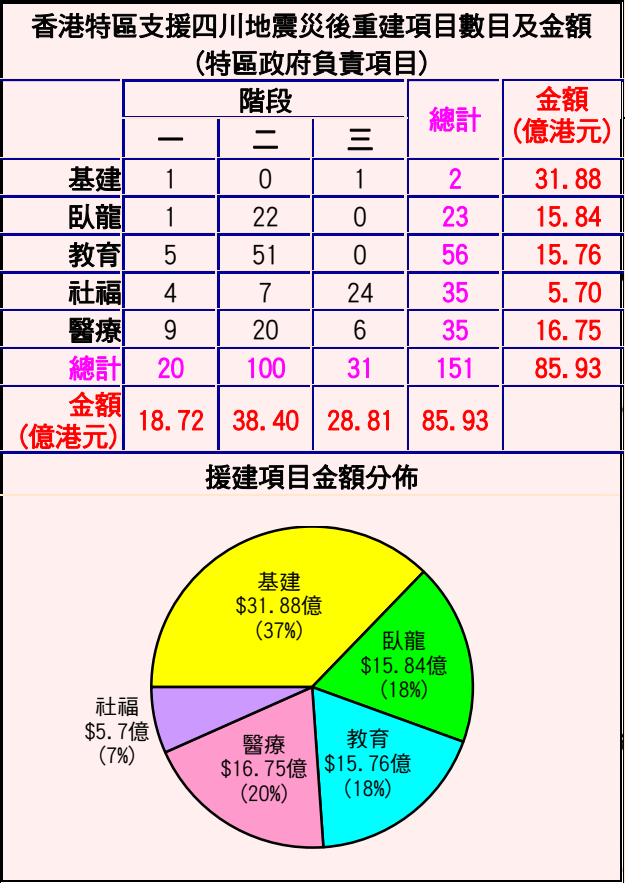 香港特區支援四川地震災後重建項目數目及金額
(特區政府負責項目)
階段 總計 金額
(億港元)
一 二 三
基建 1 0 1 2 31.88
臥龍 1 22 0 23 15.84
教育 5 51 0 56 15.76
社福 4 7 24 35 5.70
醫療 9 20 6 35 16.75
總計 20 100 31 151 85.93
金額
(億港元) 18.72 38.40 28.81 85.93
援建項目金額分佈
基建
$31.88億
(37%)
臥龍
$15.84億
(18%)
教育
$15.76億
(18%)
醫療
$16.75億
(20%)
社福
$5.7億
(7%)